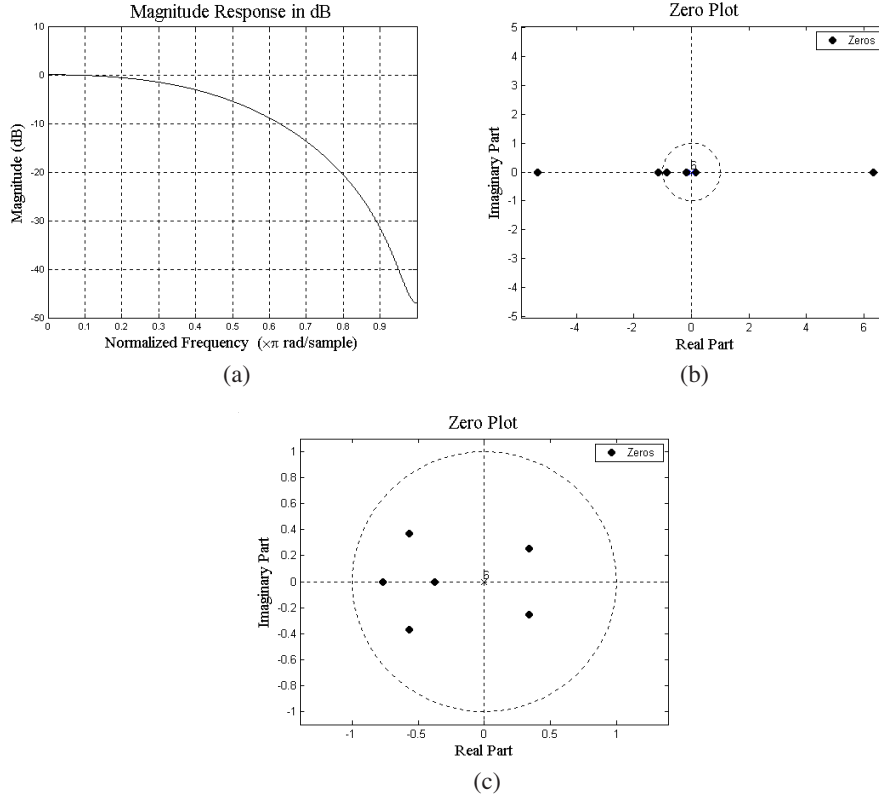 Magnitude Response in dB
10
0
-10
-20
-30
-40
-50
Magnitude (dB)
0 0.1 0.2 0.3 0.4 0.5 0.6 0.7 0.8 0.9
Normalized Frequency (×π rad/sample)
(a)
Zero Plot
Zeros
5
4
3
2
1
0
-1
-2
-3
-4
-5
Imaginary Part
6
-4 -2 0 2 4 6
Real Part
(b)
Zero Plot
Zeros
1
0.8
0.6
0.4
0.2
0
-0.2
-0.4
-0.6
-0.8
-1
Imaginary Part
6
-1 -0.5 0 0.5 1
Real Part
(c)